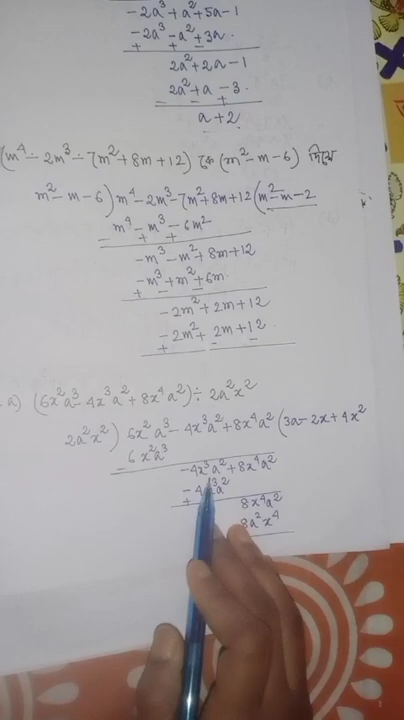 -2a³+a²+5a-1
-2a³-a²+3a
+ + -
2a²+2a-1
2a²+a-3
- - +
a+2
(m⁴-2m³-7m²+8m+12) কে (m²-m-6) দিয়ে
m²-m-6) m⁴-2m³-7m²+8m+12 (m²-m-2
m⁴-m³-6m²
- + +
-m³-m²+8m+12
-m³+m²+6m
+ - -
-2m²+2m+12
-2m²+2m+12
+ - -
a) (6x²a³-4x³a²+8x⁴a²)÷2a²x²
2a²x²) 6x²a³-4x³a²+8x⁴a² (3a-2x+4x²
6x²a³
-
-4x³a²+8x⁴a²
+
8x⁴a²
8a²x⁴